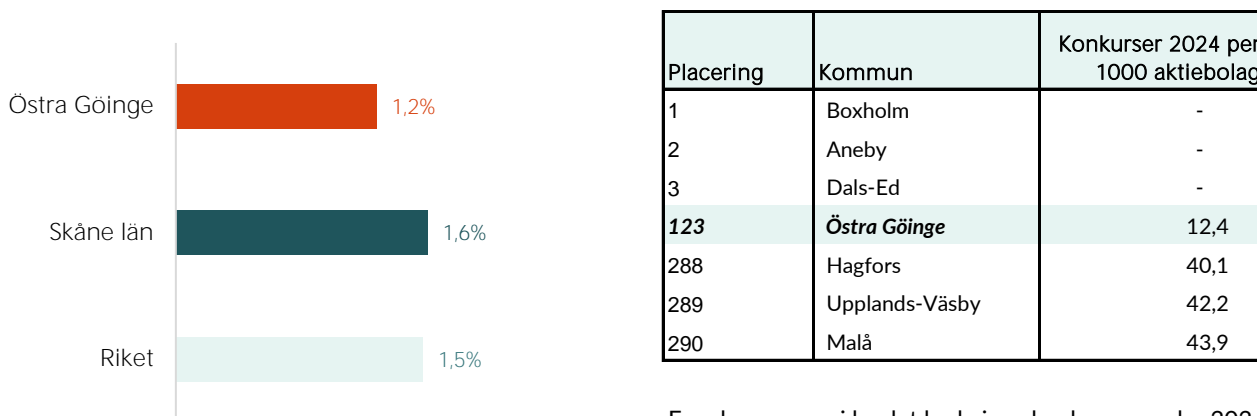 Östra Göinge 1,2%
Skåne län 1,6%
Riket 1,5%
Placering Kommun Konkurser 2024 per 1000 aktiebolag
1 Boxholm -
2 Aneby -
3 Dals-Ed -
123 Östra Göinge 12,4
288 Hagfors 40,1
289 Upplands-Väsby 42,2
290 Malå 43,9